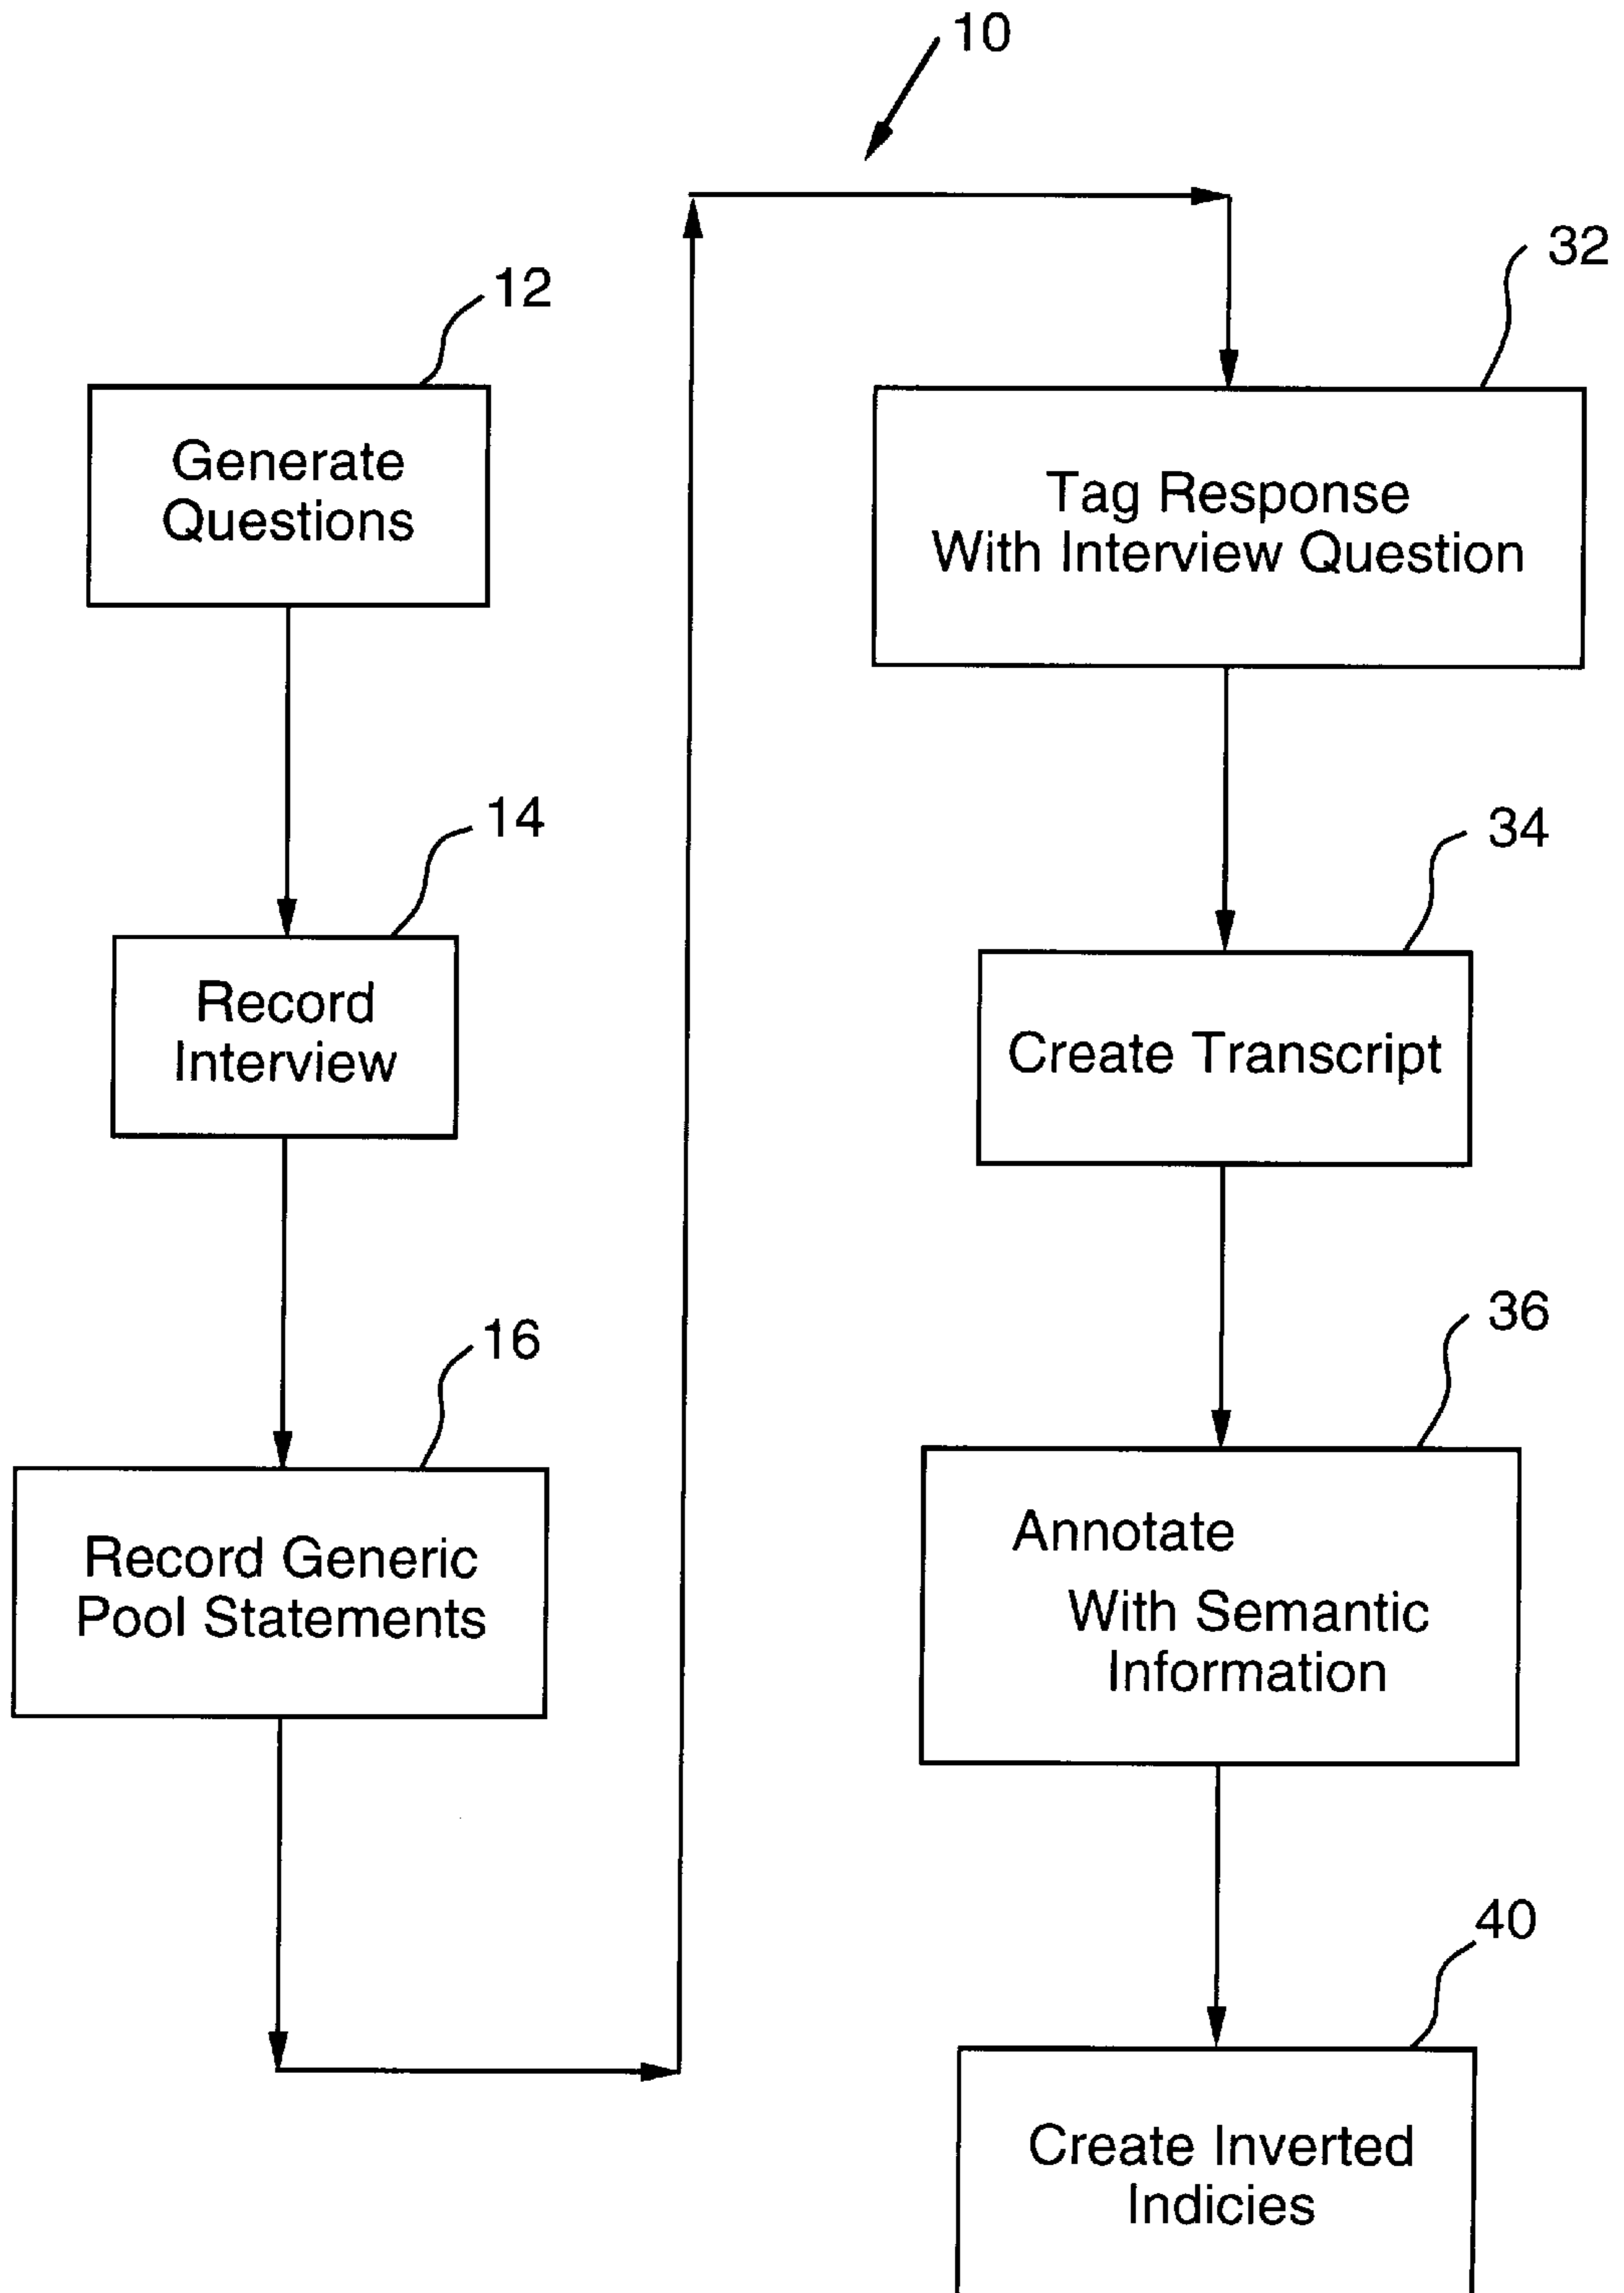 10
12
Generate
Questions
14
Record
Interview
16
Record Generic
Pool Statements
32
Tag Response
With Interview Question
34
Create Transcript
36
Annotate
With Semantic
Information
40
Create Inverted
Indicies